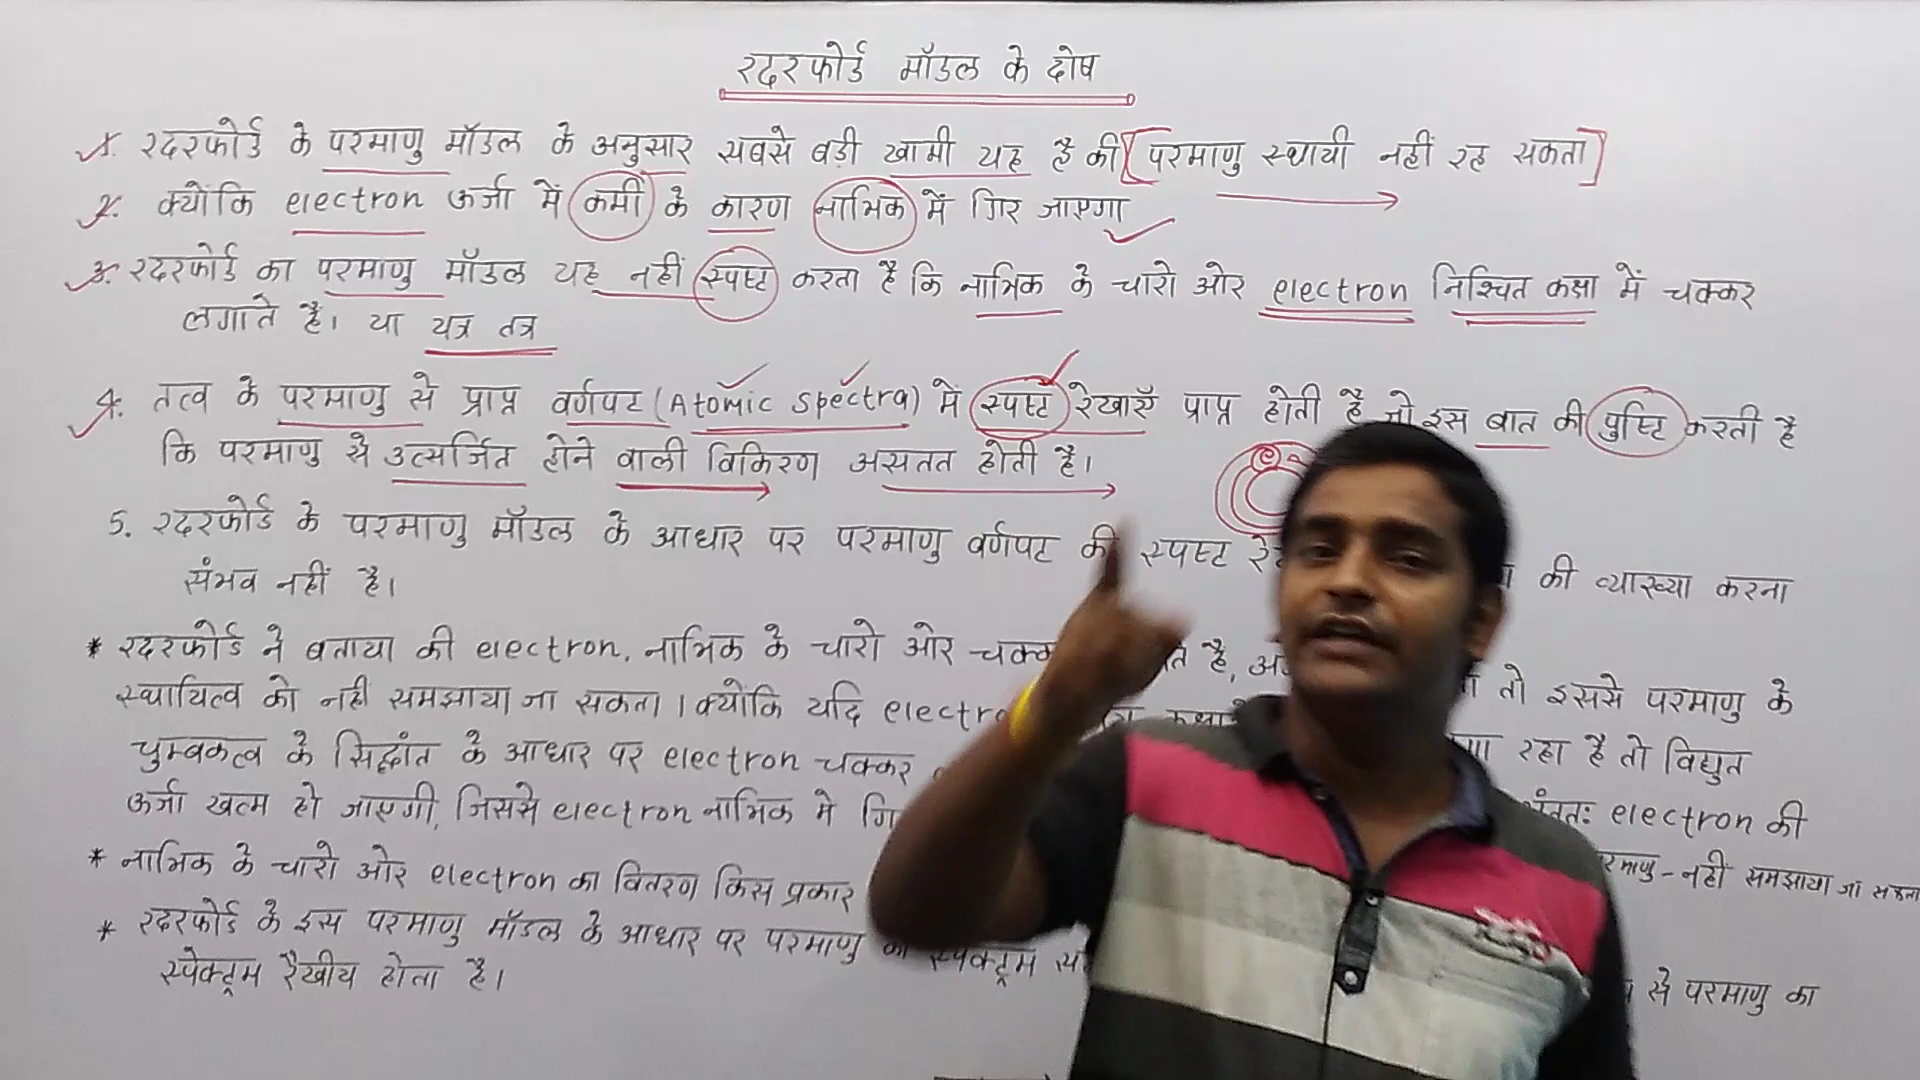 रदरफोर्ड मॉडल के दोष
1. रदरफोर्ड के परमाणु मॉडल के अनुसार सबसे बड़ी खामी यह है की [परमाणु स्थायी नहीं रह सकता]
2. क्योंकि electron ऊर्जा में कमी के कारण नाभिक में गिर जाएगा
3. रदरफोर्ड का परमाणु मॉडल यह नहीं स्पष्ट करता है कि नाभिक के चारो ओर electron निश्चित कक्षा में चक्कर
लगाते है। या यत्र तत्र
4. तत्व के परमाणु से प्राप्त वर्णपट (Atomic spectra) में स्पष्ट रेखाएँ प्राप्त होती है जो इस बात की पुष्टि करती है
कि परमाणु से उत्सर्जित होने वाली विकिरण असतत होती है।
e-
5. रदरफोर्ड के परमाणु मॉडल के आधार पर परमाणु वर्णपट की स्पष्ट की व्याख्या करना
संभव नहीं है।
* रदरफोर्ड ने बताया की electron, नाभिक के चारो ओर है, तो इससे परमाणु के
स्थायित्व को नही समझाया जा सकता। क्योकि यदि रहा है तो विद्युत
चुम्बकत्व के सिद्धांत के आधार पर electron चक्कर electron की
ऊर्जा खत्म हो जाएगी, जिससे electron नाभिक मे नहीं समझाया जा सकता
* नाभिक के चारो ओर electron का वितरण किस प्रकार
* रदरफोर्ड के इस परमाणु मॉडल के आधार पर परमाणु का स्पेक्ट्रम से परमाणु का
स्पेक्ट्रम रैखीय होता है।